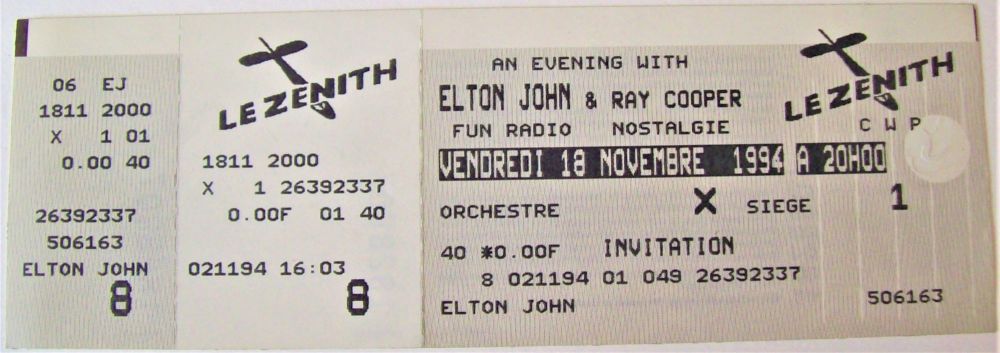 06 EJ
1811 2000
X 1 01
0.00 40
26392337
506163
ELTON JOHN
8
LE ZENITH
1811 2000
X 1 26392337
0.00F 01 40
021194 16:03
8
LE ZENITH
AN EVENING WITH
ELTON JOHN & RAY COOPER
FUN RADIO NOSTALGIE
C W P
VENDREDI 18 NOVEMBRE 1994 A 20H00
ORCHESTRE X SIEGE 1
40 *0.00F INVITATION
8 021194 01 049 26392337
ELTON JOHN 506163